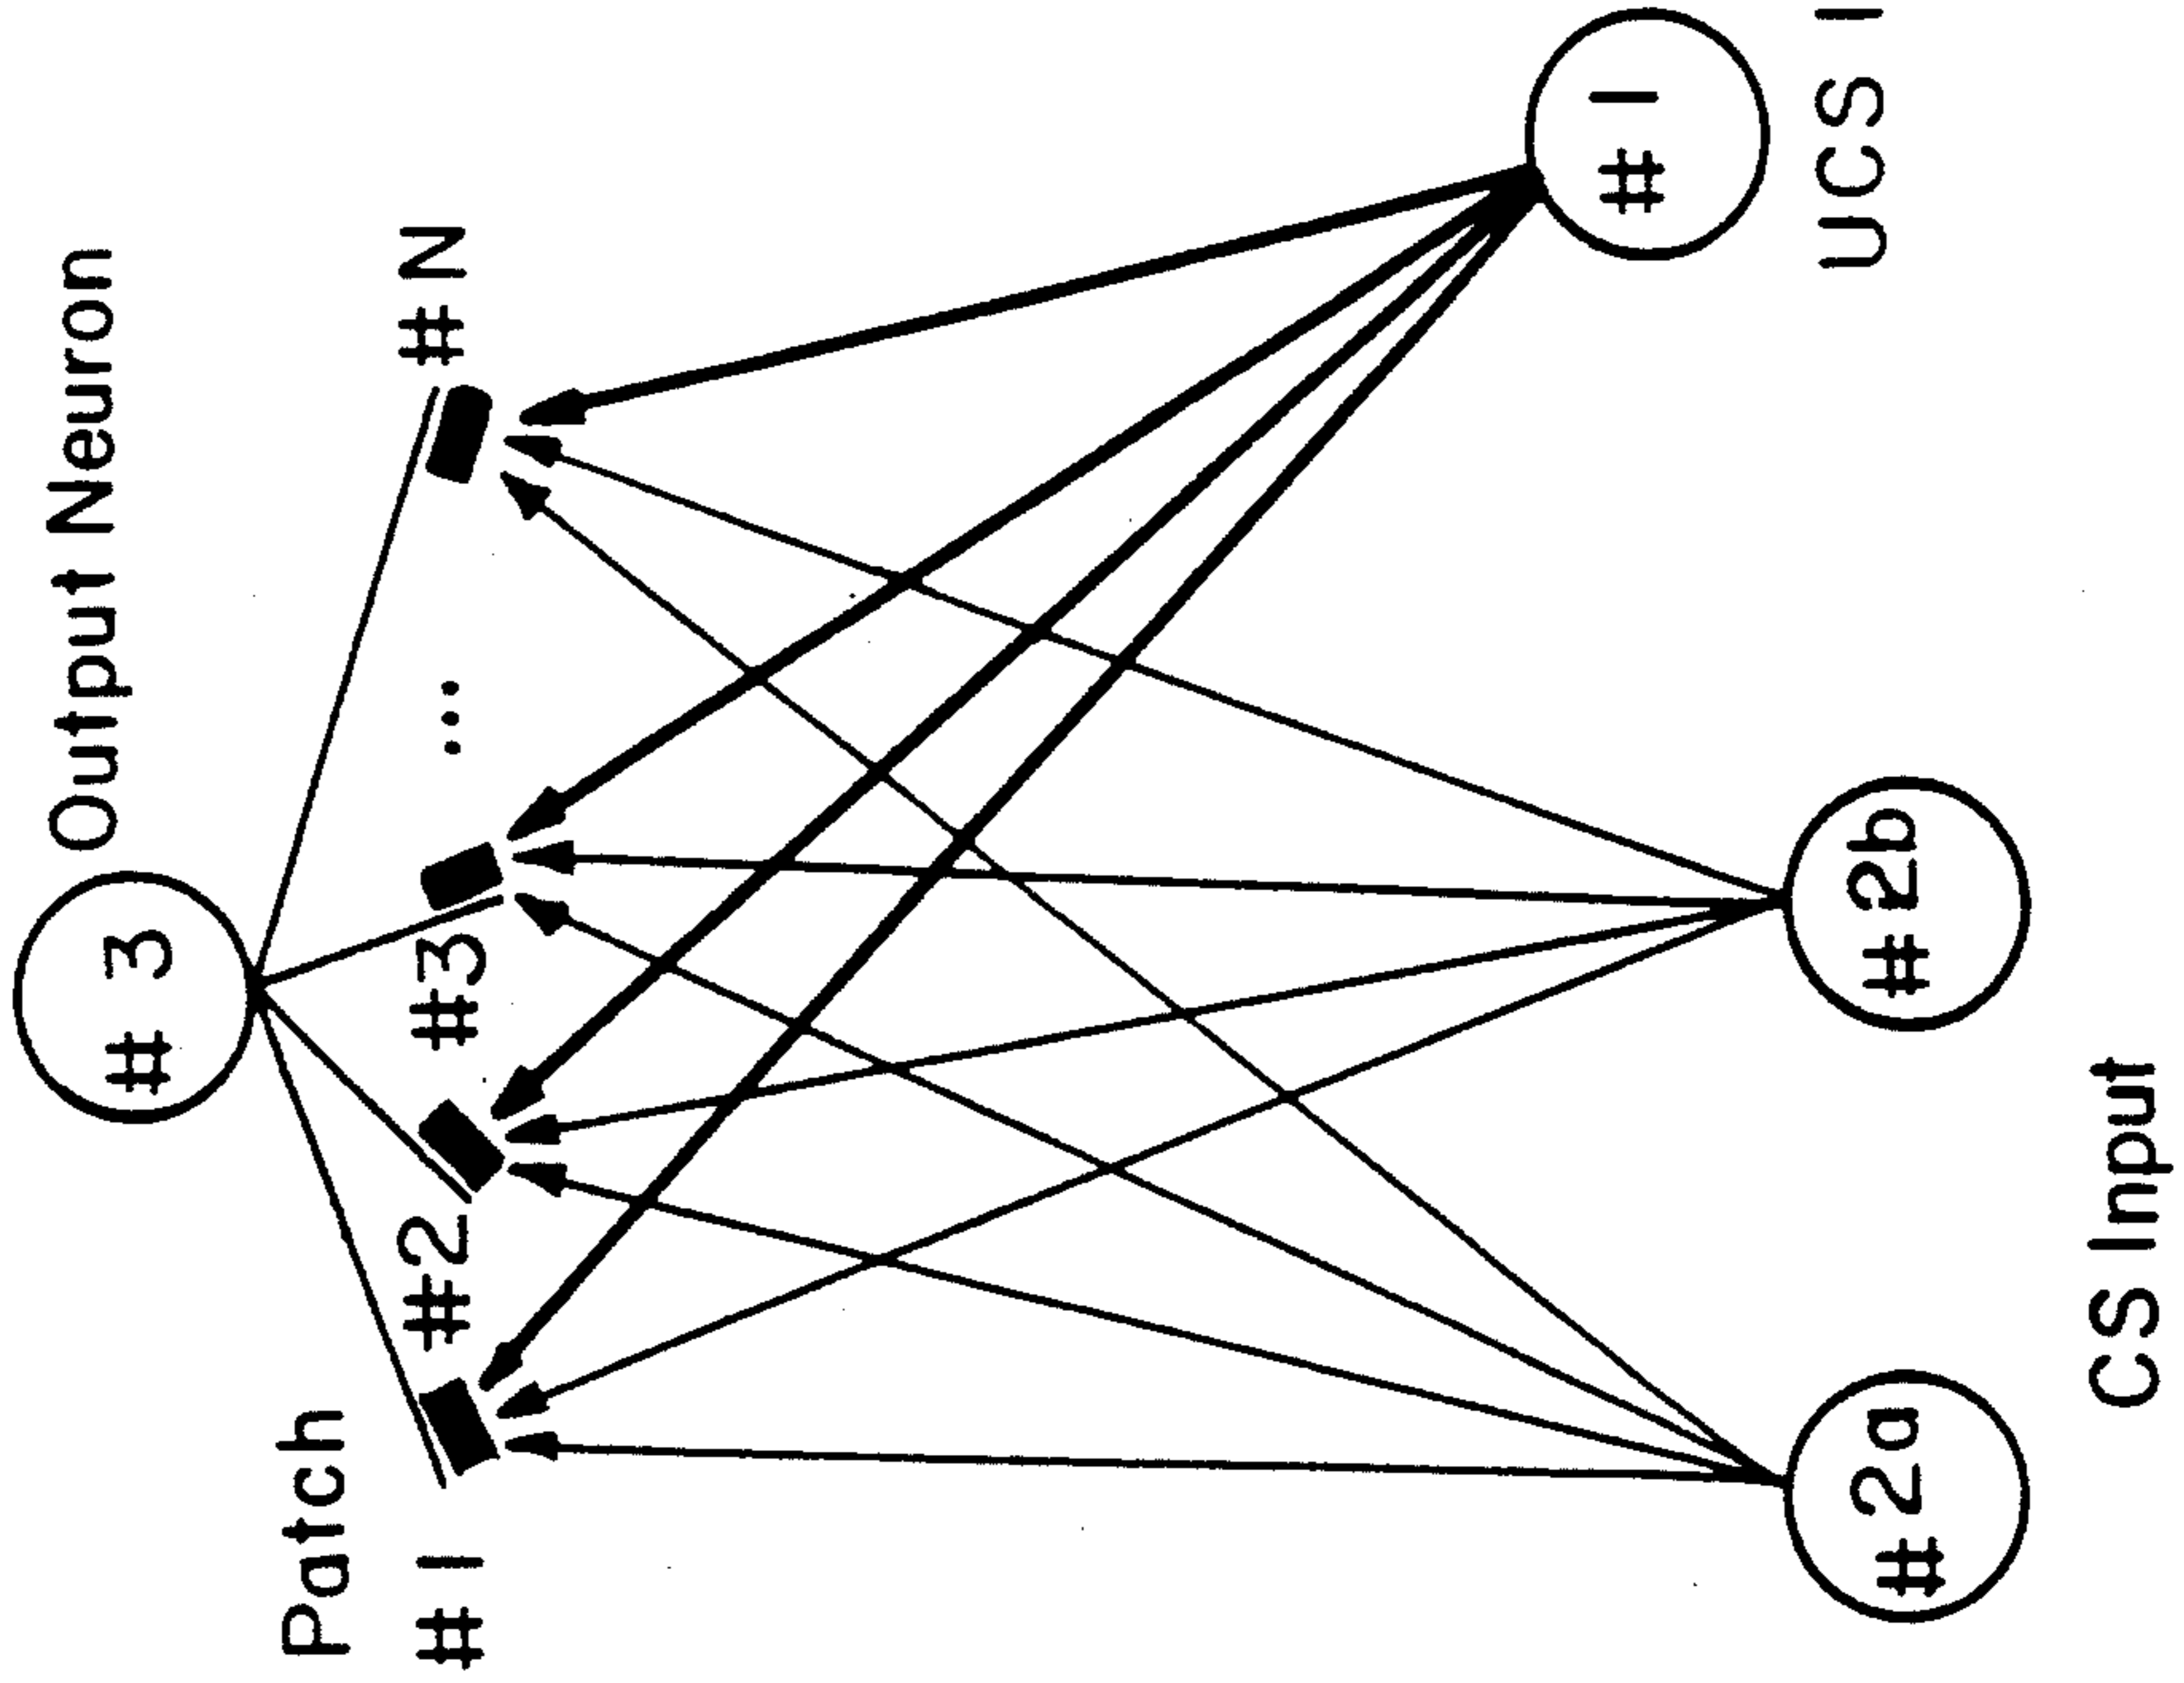 # 3 Output Neuron
Patch
# 1 #2 #3 ... # N
# 1
UCS I
# 2a # 2b
CS Input